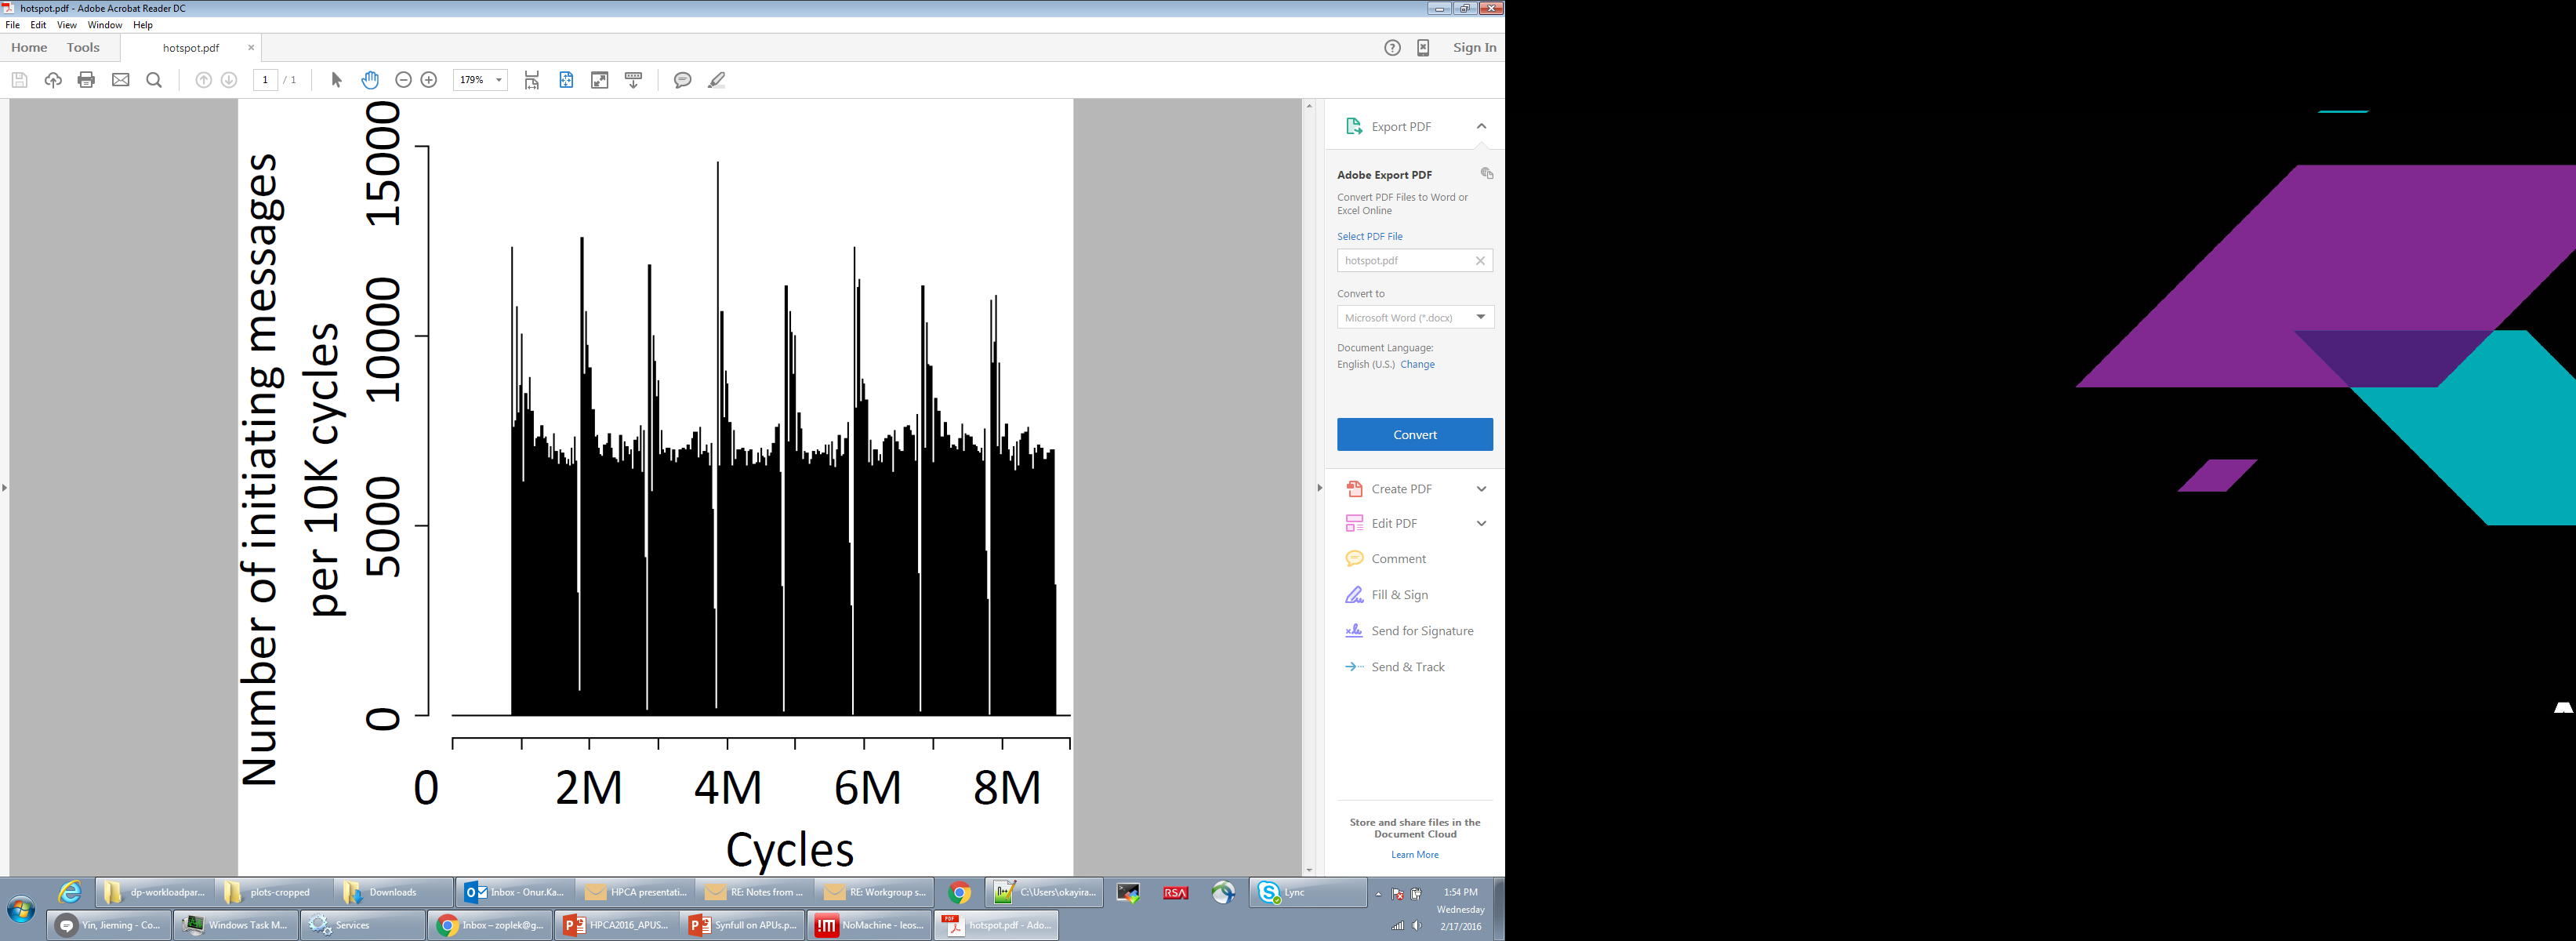 hotspot.pdf - Adobe Acrobat Reader DC
File Edit View Window Help
Home Tools hotspot.pdf Sign In
1 / 1 179%
Number of initiating messages
per 10K cycles
15000
10000
5000
0
0 2M 4M 6M 8M
Cycles
Export PDF
Adobe Export PDF
Convert PDF Files to Word or
Excel Online
Select PDF File
hotspot.pdf
Convert to
Microsoft Word (*.docx)
Document Language:
English (U.S.) Change
Convert
Create PDF
Edit PDF
Comment
Fill & Sign
Send for Signature
Send & Track
Store and share files in the
Document Cloud
Learn More
dp-workloadpar... plots-cropped Downloads Inbox - Onur.Ka... HPCA presentati... RE: Notes from ... RE: Workgroup s... C:\Users\okayira... RSA Lync
1:54 PM
Wednesday
2/17/2016
Yin, Jieming - Co... Windows Task M... Services Inbox – zoplek@g... HPCA2016_APUS... Synfull on APUs.p... NoMachine - leos... hotspot.pdf - Ado...